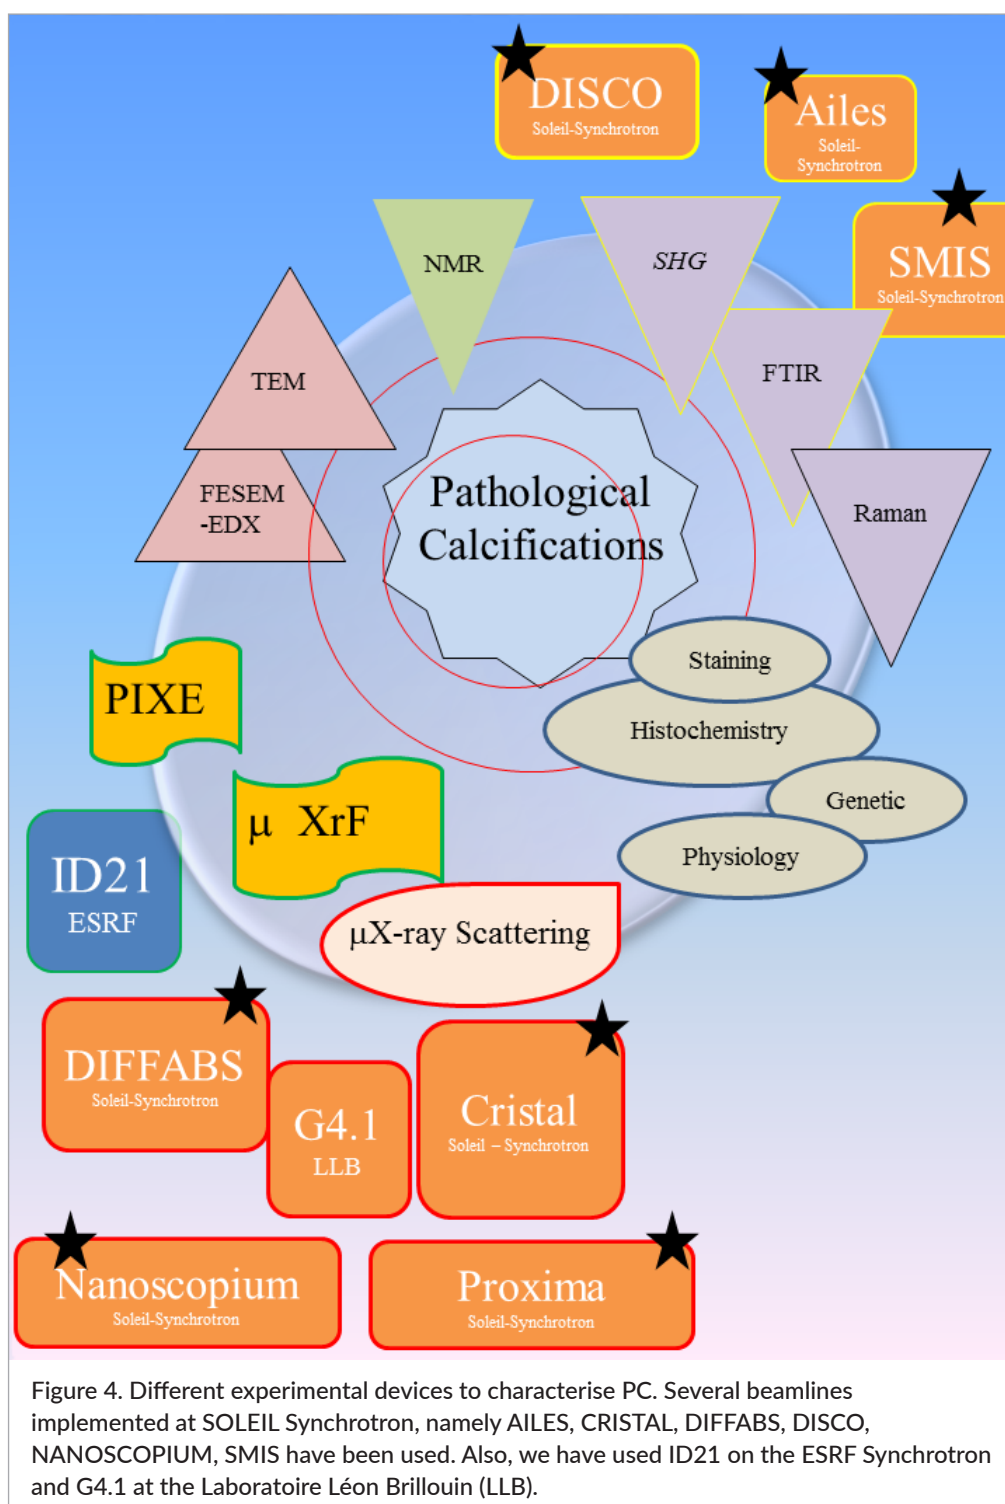 DISCO
Soleil-Synchrotron
Ailes
Soleil-
Synchrotron
SMIS
Soleil-Synchrotron
NMR
SHG
TEM
FTIR
FESEM
-EDX
Pathological
Calcifications
Raman
Staining
Histochemistry
PIXE
Genetic
μ XrF
Physiology
ID21
ESRF
μX-ray Scattering
DIFFABS
Soleil-Synchrotron
G4.1
LLB
Cristal
Soleil – Synchrotron
Nanoscopium
Soleil-Synchrotron
Proxima
Soleil-Synchrotron
Figure 4. Different experimental devices to characterise PC. Several beamlines
implemented at SOLEIL Synchrotron, namely AILES, CRISTAL, DIFFABS, DISCO,
NANOSCOPIUM, SMIS have been used. Also, we have used ID21 on the ESRF Synchrotron
and G4.1 at the Laboratoire Léon Brillouin (LLB).